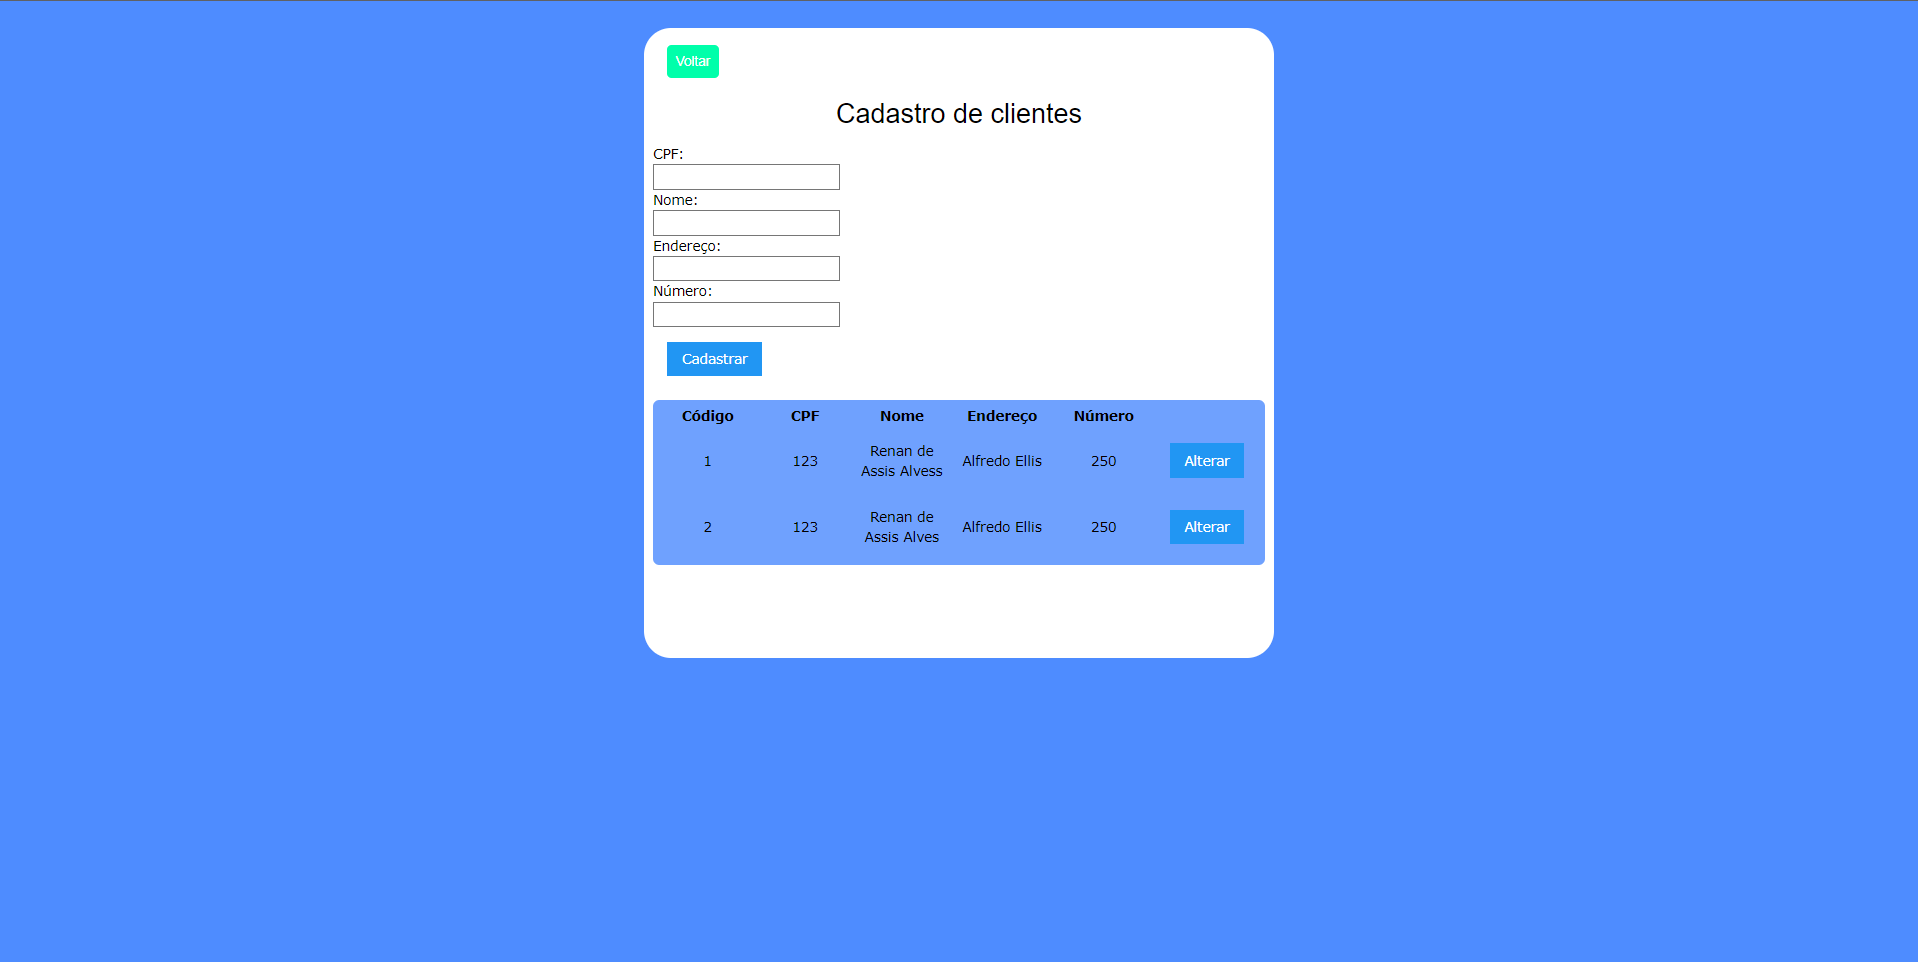 Voltar
Cadastro de clientes
CPF:
Nome:
Endereço:
Número:
Cadastrar
Código CPF Nome Endereço Número
1 123 Renan de Assis Alvess Alfredo Ellis 250 Alterar
2 123 Renan de Assis Alves Alfredo Ellis 250 Alterar